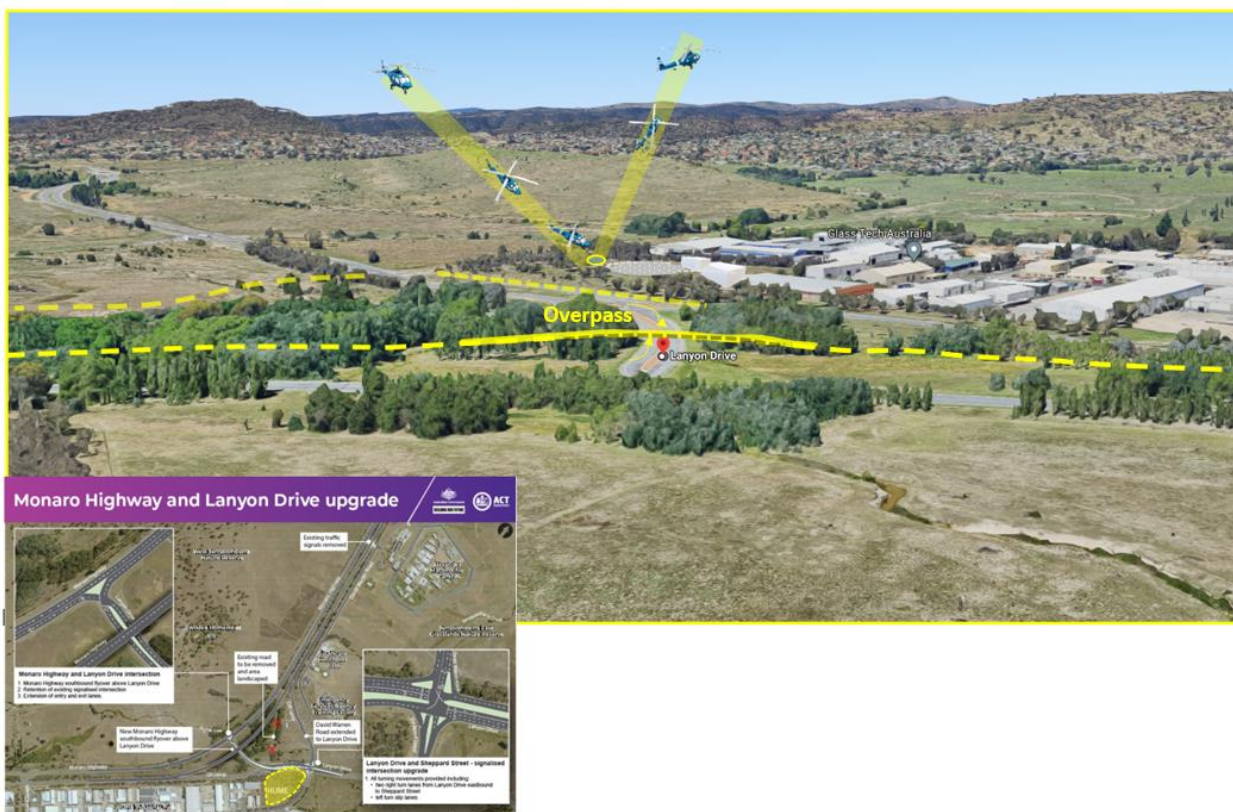 Glass Tech Australia
Overpass
Lanyon Drive
Monaro Highway and Lanyon Drive upgrade
ACT
Existing traffic
signals removed
Existing road
to be removed
and area
landscaped
Monaro Highway and Lanyon Drive intersection
1. Monaro Highway southbound flyover above Lanyon Drive
2. Retention of existing signalised intersection
3. Extension of entry and exit lanes.
New Monaro Highway
southbound flyover above
Lanyon Drive
David Warren
Road extended
to Lanyon Drive
Monaro Highway
HUME
Lanyon Drive and Sheppard Street - signalised
intersection upgrade
1. All turning movements provided including:
• two right turn lanes from Lanyon Drive eastbound
to Sheppard Street
• left turn slip lanes.